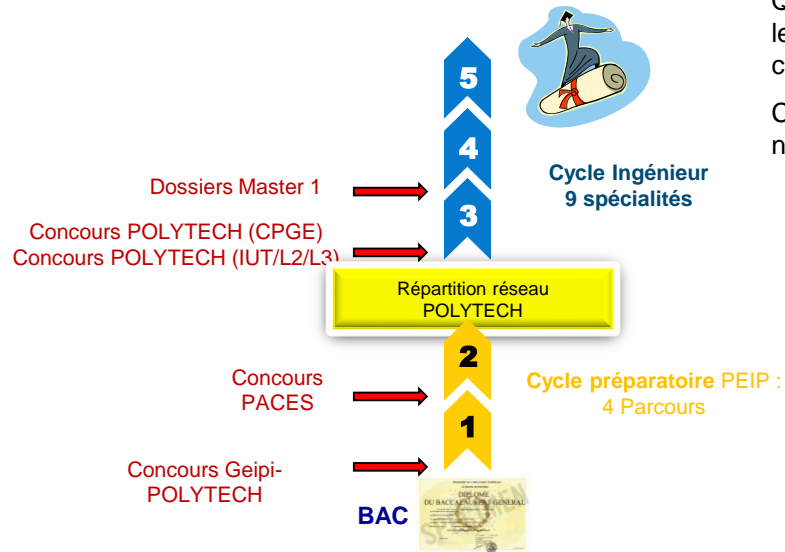 Q
le
c
C
n
5
4
Cycle Ingénieur
9 spécialités
Dossiers Master 1
3
Concours POLYTECH (CPGE)
Concours POLYTECH (IUT/L2/L3)
Répartition réseau
POLYTECH
2
Concours
PACES
Cycle préparatoire PEIP :
4 Parcours
1
Concours Geipi-
POLYTECH
BAC
DIPLOME
DU BACCALAUREAT GENERAL
SPECIMEN